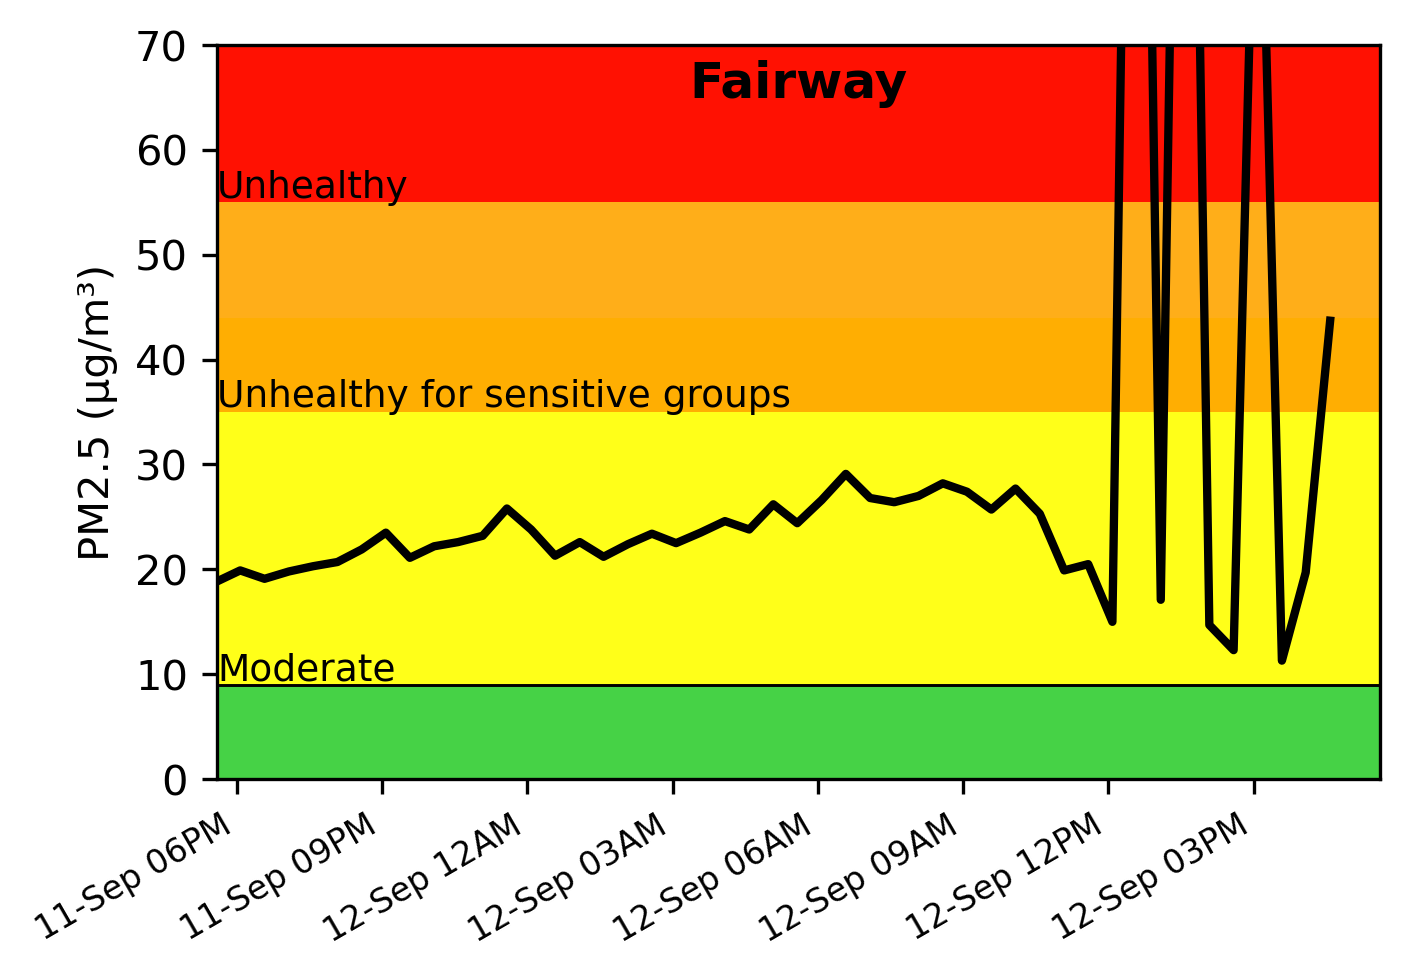 Fairway
PM2.5 (µg/m³)
70
60
Unhealthy
50
40
Unhealthy for sensitive groups
30
20
Moderate
10
0
11-Sep 06PM
11-Sep 09PM
12-Sep 12AM
12-Sep 03AM
12-Sep 06AM
12-Sep 09AM
12-Sep 12PM
12-Sep 03PM